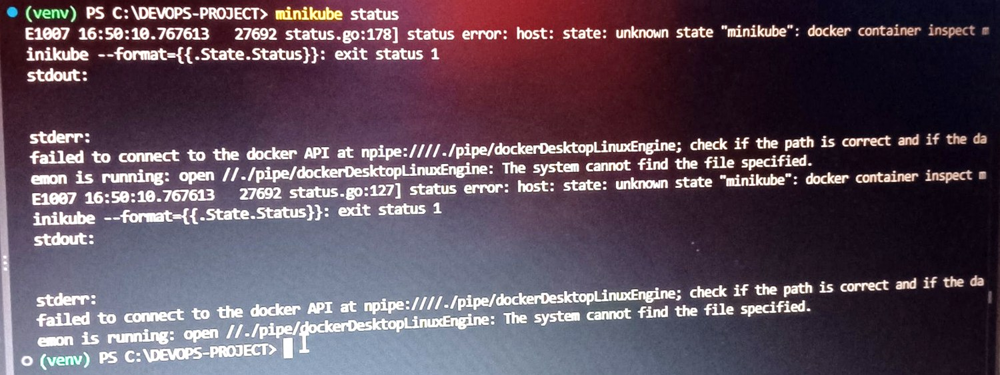 (venv) PS C:\DEVOPS-PROJECT> minikube status
E1007 16:50:10.767613   27692 status.go:178] status error: host: state: unknown state "minikube": docker container inspect m
inikube --format={{.State.Status}}: exit status 1
stdout:
stderr:
failed to connect to the docker API at npipe:////./pipe/dockerDesktopLinuxEngine; check if the path is correct and if the da
emon is running: open //./pipe/dockerDesktopLinuxEngine: The system cannot find the file specified.
E1007 16:50:10.767613   27692 status.go:127] status error: host: state: unknown state "minikube": docker container inspect m
inikube --format={{.State.Status}}: exit status 1
stdout:
stderr:
failed to connect to the docker API at npipe:////./pipe/dockerDesktopLinuxEngine; check if the path is correct and if the da
emon is running: open //./pipe/dockerDesktopLinuxEngine: The system cannot find the file specified.
(venv) PS C:\DEVOPS-PROJECT>